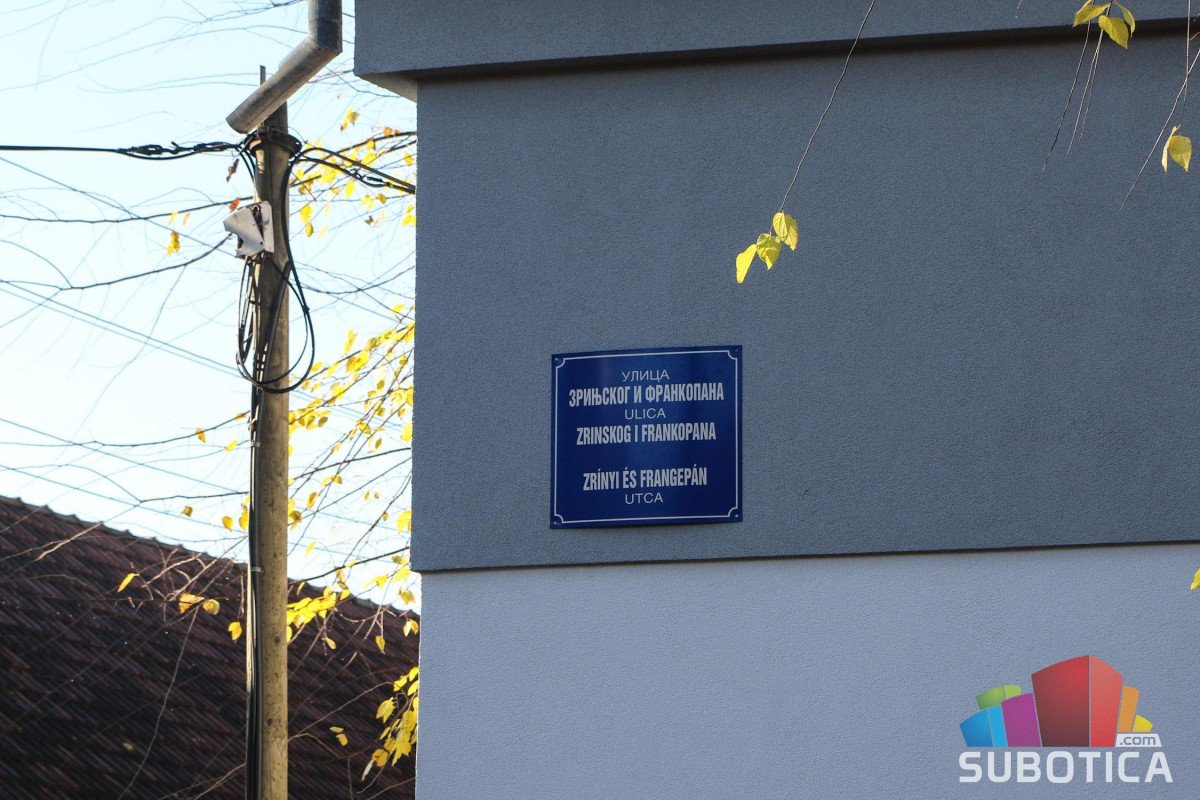 УЛИЦА
ЗРИЊСКОГ И ФРАНКОПАНА
ULICA
ZRINSKOG I FRANKOPANA
ZRÍNYI ÉS FRANGEPÁN
UTCA
.com
SUBOTICA